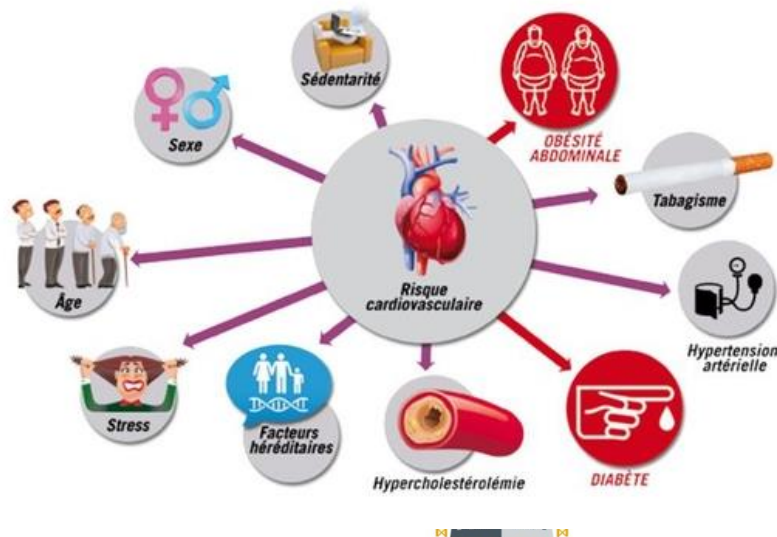 Sédentarité
OBÉSITÉ
ABDOMINALE
Sexe
Tabagisme
Âge
Risque
cardiovasculaire
Hypertension
artérielle
Stress
Facteurs
héréditaires
Hypercholestérolémie
DIABÈTE